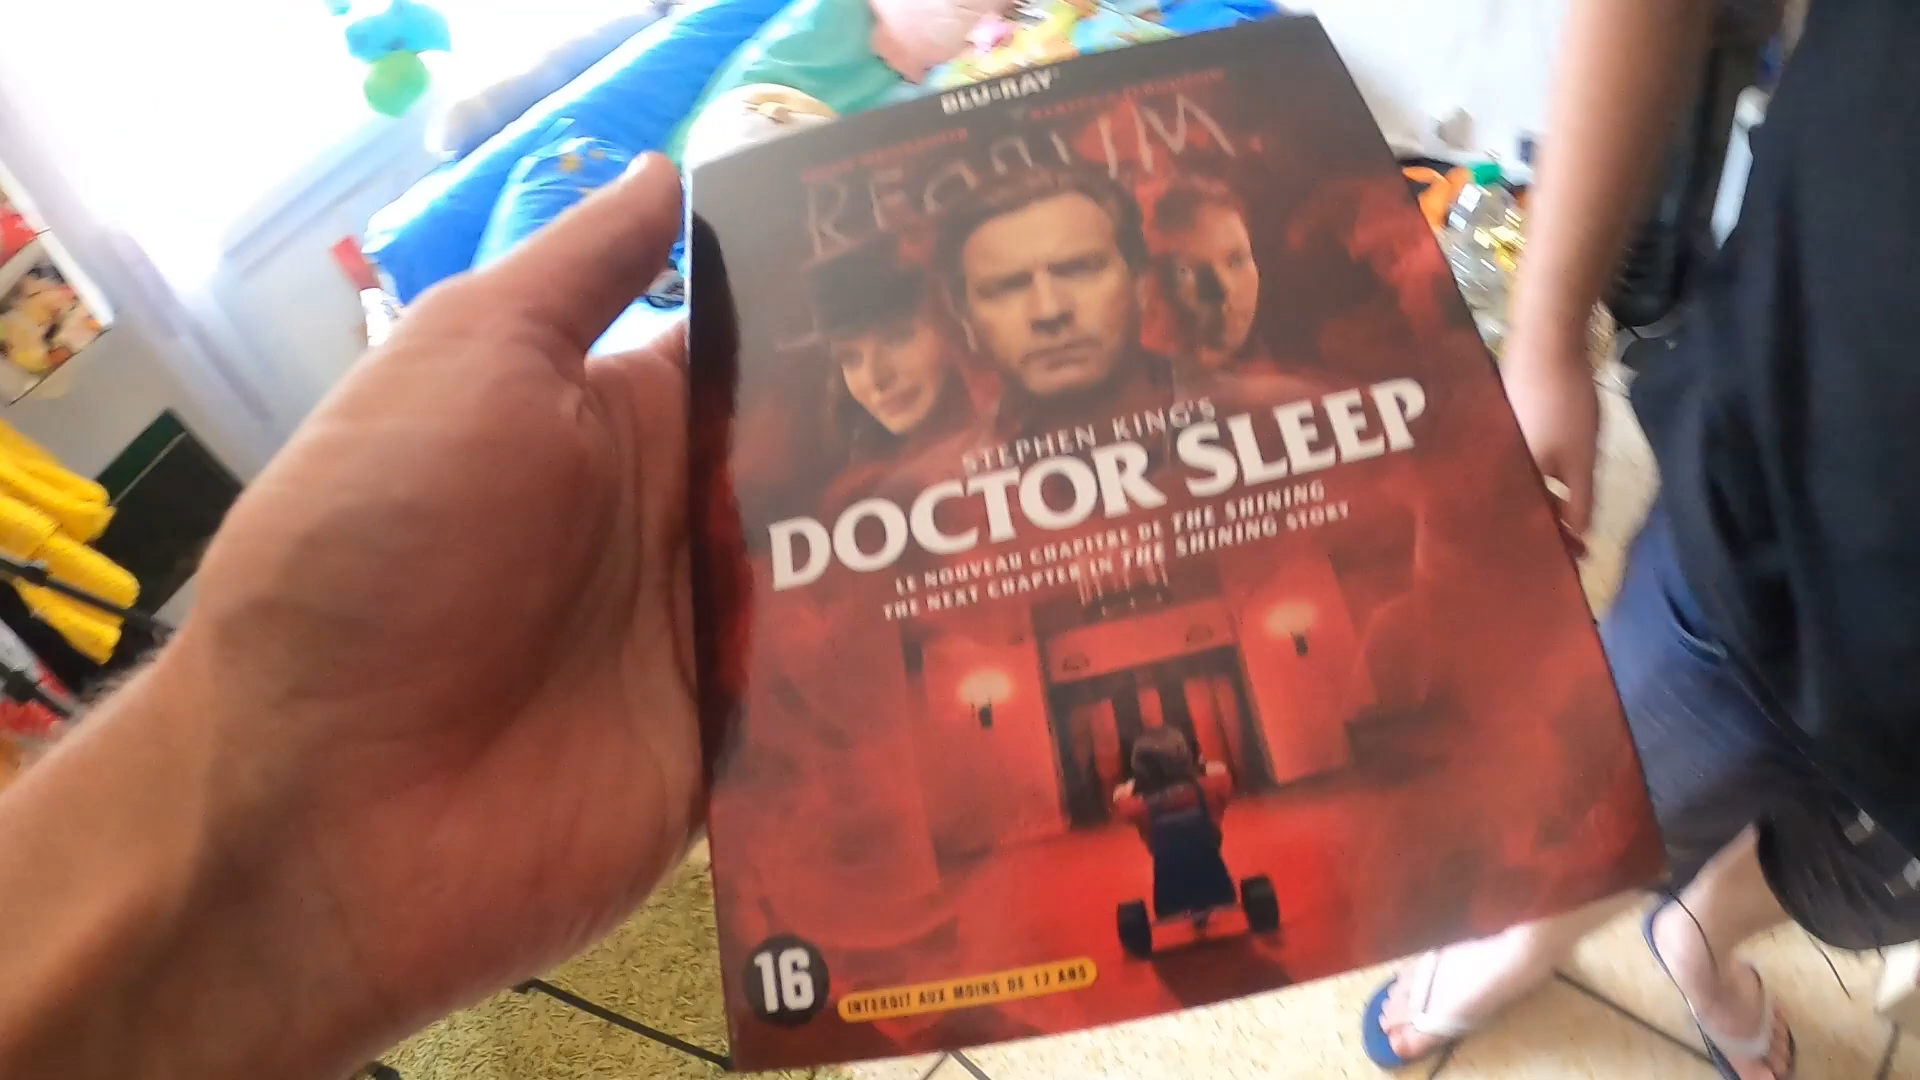 BLU-RAY
REDЯUM
STEPHEN KING'S
DOCTOR SLEEP
LE NOUVEAU CHAPITRE DE THE SHINING
THE NEXT CHAPTER IN THE SHINING STORY
16
INTERDIT AUX MOINS DE 12 ANS